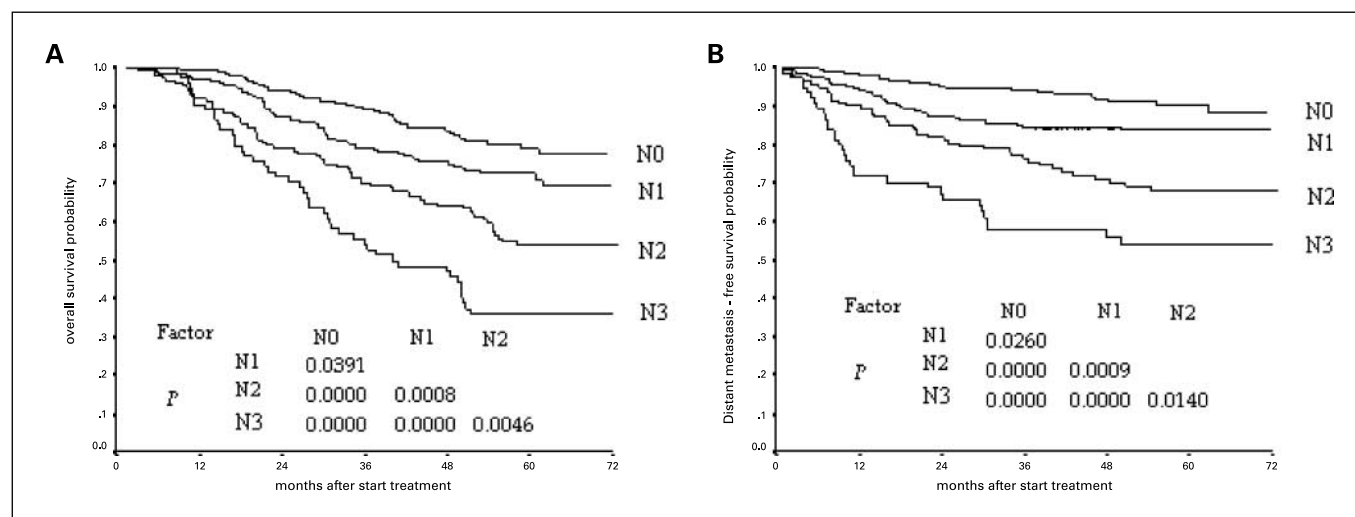 A
overall survival probability
1.0
.9
.8
.7
.6
.5
.4
.3
.2
.1
0.0
N0
N1
N2
N3
Factor N0 N1 N2
N1 0.0391
P N2 0.0000 0.0008
N3 0.0000 0.0000 0.0046
0 12 24 36 48 60 72
months after start treatment
B
Distant metastasis - free survival probability
1.0
.9
.8
.7
.6
.5
.4
.3
.2
.1
0.0
N0
N1
N2
N3
Factor N0 N1 N2
N1 0.0260
P N2 0.0000 0.0009
N3 0.0000 0.0000 0.0140
0 12 24 36 48 60 72
months after start treatment